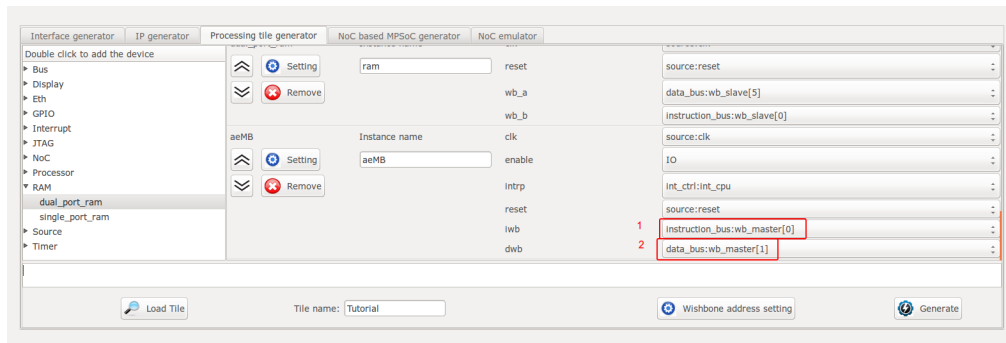 Interface generator IP generator Processing tile generator NoC based MPSoC generator NoC emulator
Double click to add the device
Bus
Display
Eth
GPIO
Interrupt
JTAG
NoC
Processor
RAM
dual_port_ram
single_port_ram
Source
Timer
Setting ram reset source:reset
Remove wb_a data_bus:wb_slave[5]
wb_b instruction_bus:wb_slave[0]
aeMB Instance name clk source:clk
Setting aeMB enable IO
Remove intrp int_ctrl:int_cpu
reset source:reset
iwb 1 instruction_bus:wb_master[0]
dwb 2 data_bus:wb_master[1]
Load Tile Tile name: Tutorial Wishbone address setting Generate